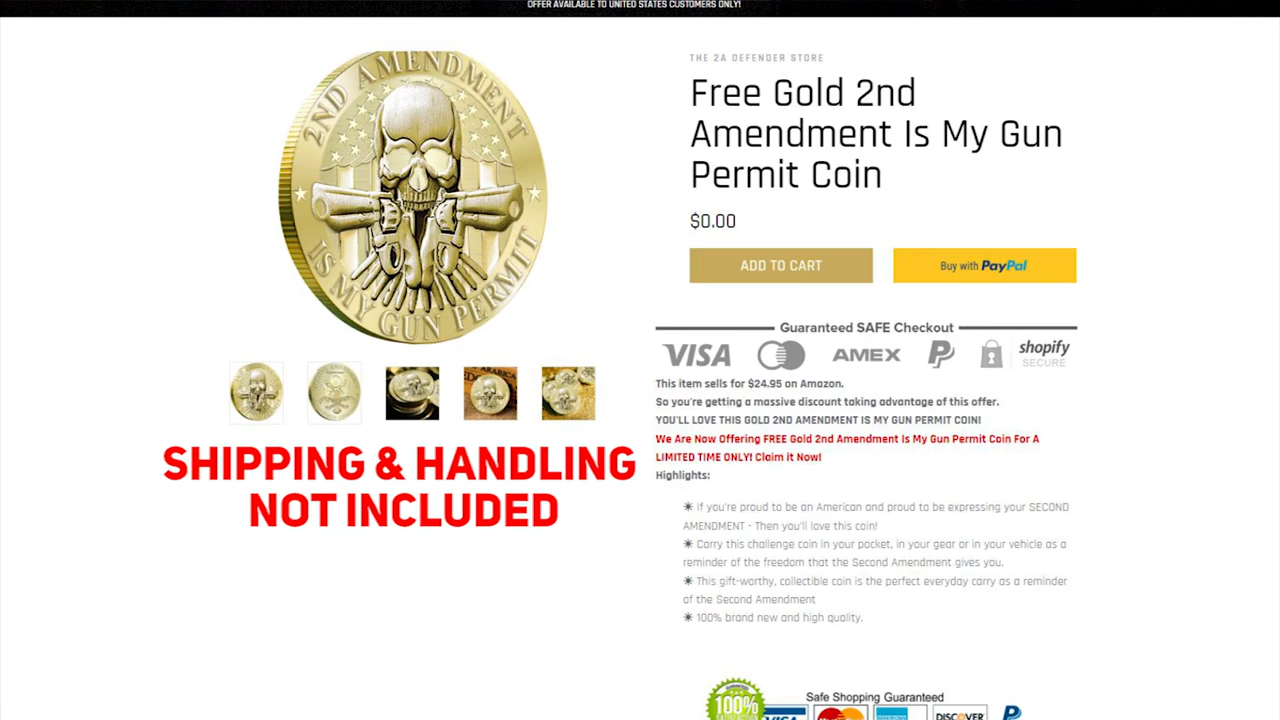 OFFER AVAILABLE TO UNITED STATES CUSTOMERS ONLY!
2ND AMENDMENT
IS MY GUN PERMIT
THE 2A DEFENDER STORE
Free Gold 2nd
Amendment Is My Gun
Permit Coin
$0.00
ADD TO CART
Buy with PayPal
Guaranteed SAFE Checkout
VISA
AMEX
shopify
SECURE
This item sells for $24.95 on Amazon.
So you're getting a massive discount taking advantage of this offer.
YOU'LL LOVE THIS GOLD 2ND AMENDMENT IS MY GUN PERMIT COIN!
We Are Now Offering FREE Gold 2nd Amendment Is My Gun Permit Coin For A
LIMITED TIME ONLY! Claim it Now!
Highlights:
SHIPPING & HANDLING
NOT INCLUDED
✴ If you're proud to be an American and proud to be expressing your SECOND
AMENDMENT - Then you'll love this coin!
✴ Carry this challenge coin in your pocket, in your gear or in your vehicle as a
reminder of the freedom that the Second Amendment gives you.
✴ This gift-worthy, collectible coin is the perfect everyday carry as a reminder
of the Second Amendment
✴ 100% brand new and high quality.
Safe Shopping Guaranteed
100%
VISA
MasterCard
DISCOVER